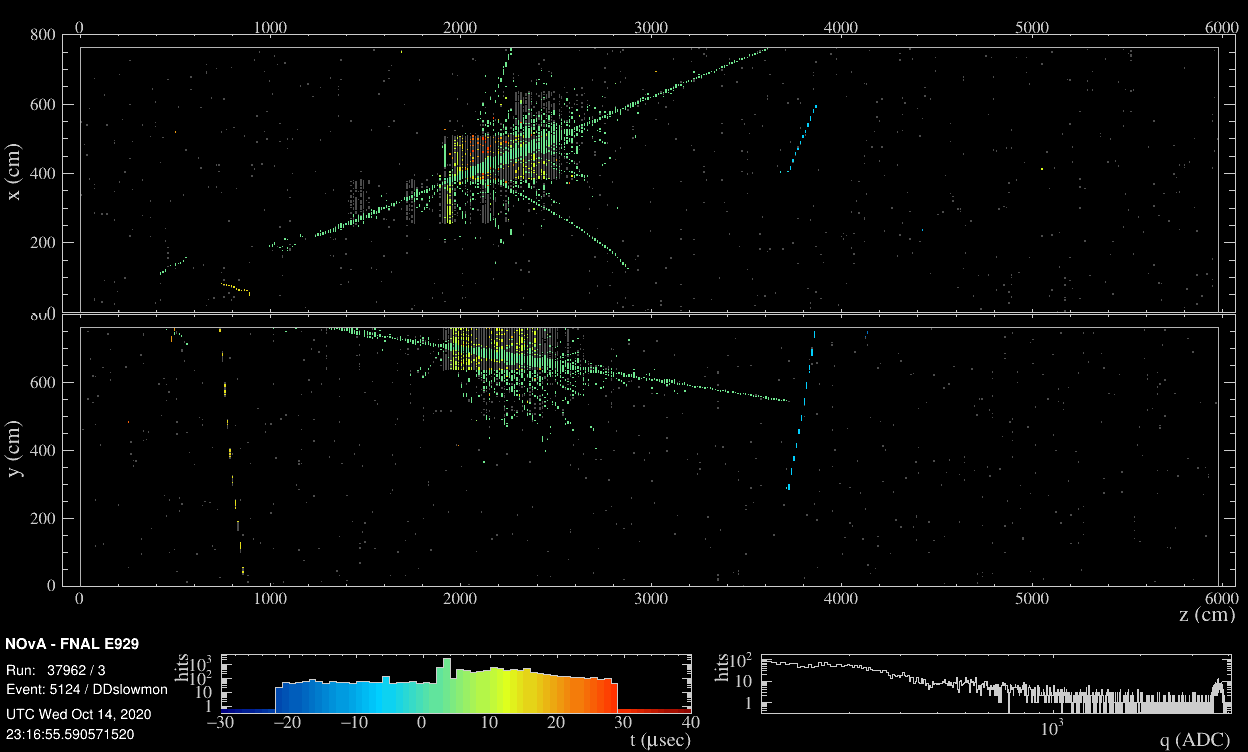 0 1000 2000 3000 4000 5000 6000
800
600
400
200
0
x (cm)
800
600
400
200
0
y (cm)
0 1000 2000 3000 4000 5000 6000
z (cm)
NOvA - FNAL E929
Run: 37962 / 3
Event: 5124 / DDslowmon
UTC Wed Oct 14, 2020
23:16:55.590571520
hits
10³
10²
10
1
−30 −20 −10 0 10 20 30 40
t (μsec)
hits
10²
10
1
10³
q (ADC)